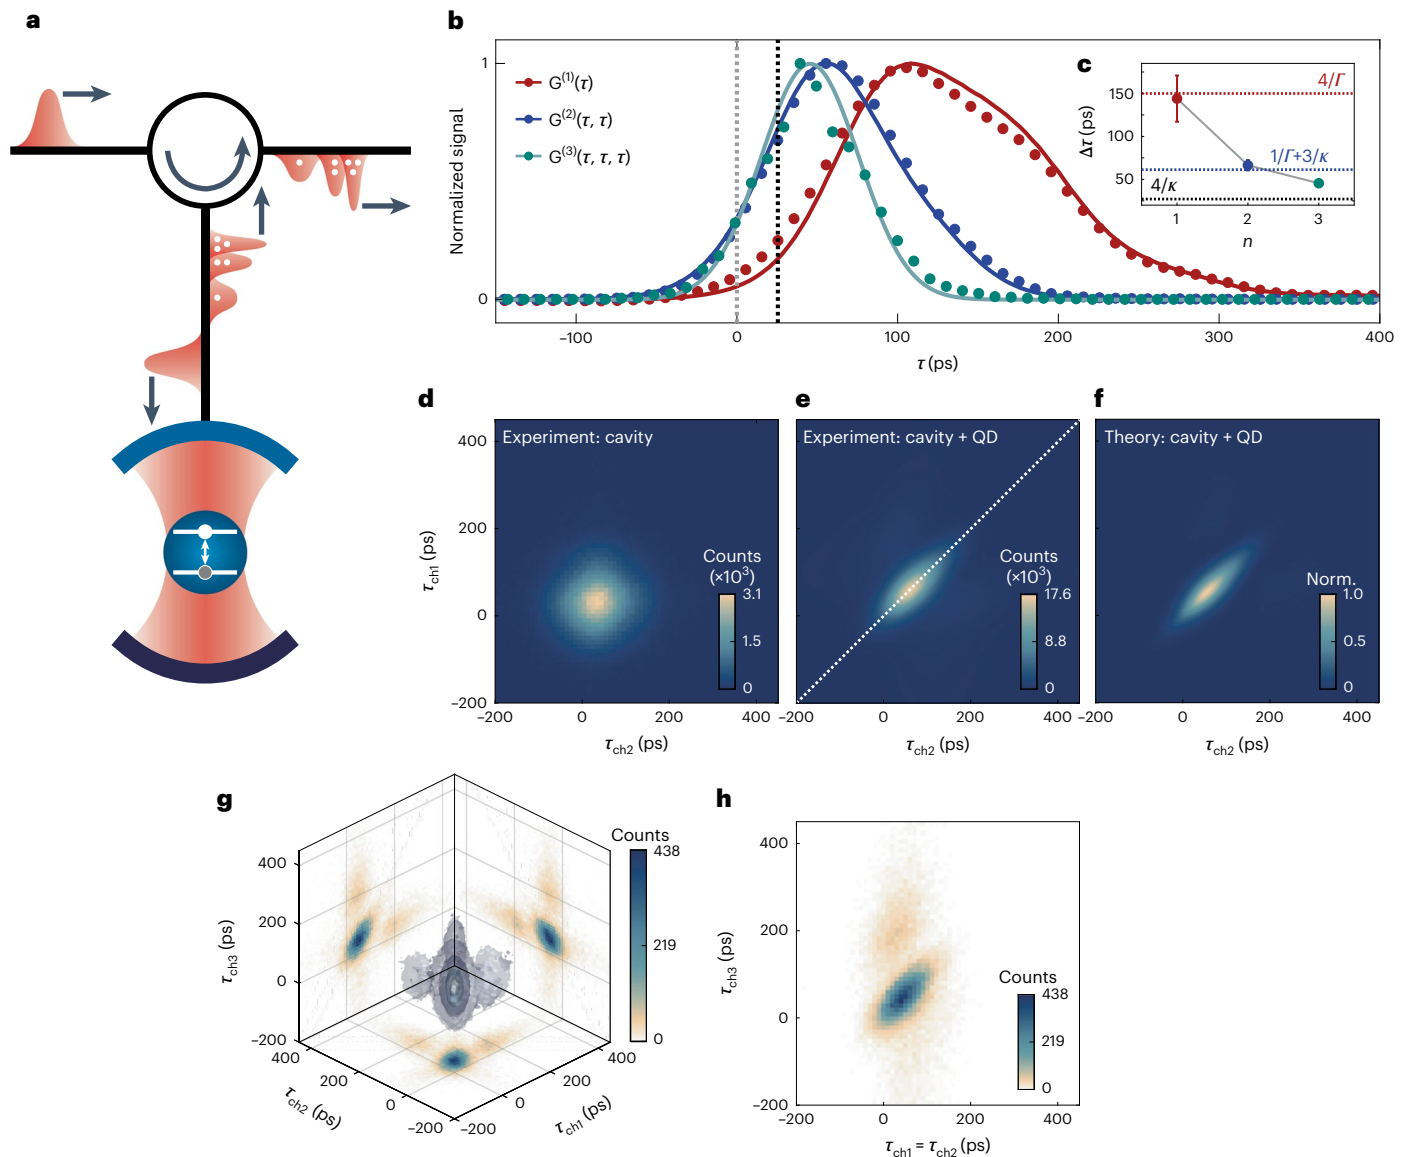 a
b
1
0
Normalized signal
G(1)(τ)
G(2)(τ, τ)
G(3)(τ, τ, τ)
−100
0
100
200
300
400
τ (ps)
c
150
100
50
Δτ (ps)
4/Γ
1/Γ+3/κ
4/κ
1
2
3
n
d
Experiment: cavity
400
200
0
−200
τch1 (ps)
Counts
(×10³)
3.1
1.5
0
−200
0
200
400
τch2 (ps)
e
Experiment: cavity + QD
Counts
(×10³)
17.6
8.8
0
−200
0
200
400
τch2 (ps)
f
Theory: cavity + QD
Norm.
1.0
0.5
0
−200
0
200
400
τch2 (ps)
g
400
200
0
−200
τch3 (ps)
400
200
0
−200
τch2 (ps)
−200
0
200
400
τch1 (ps)
Counts
438
219
0
h
400
200
0
−200
τch3 (ps)
Counts
438
219
0
−200
0
200
400
τch1 = τch2 (ps)